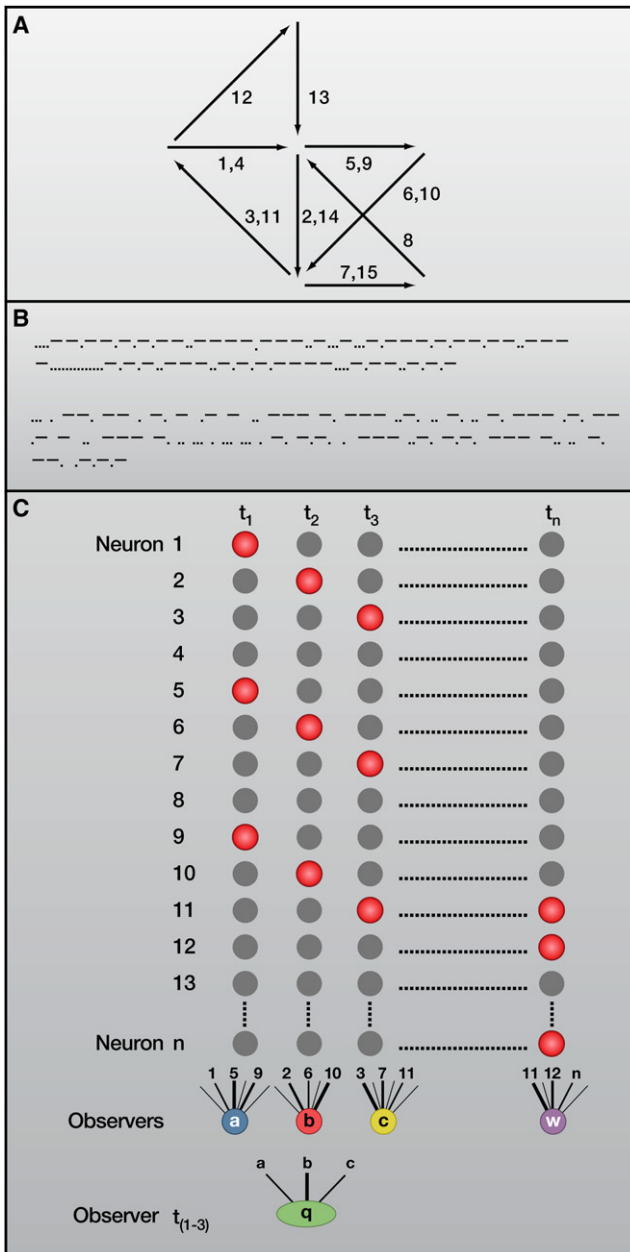 A
12 13
1,4 5,9
6,10
3,11 2,14
8
7,15
B
C
t1 t2 t3 tn
Neuron 1
2
3
4
5
6
7
8
9
10
11
12
13
Neuron n
1 5 9 2 6 10 3 7 11 11 12 n
Observers a b c w
a b c
Observer t(1-3) q